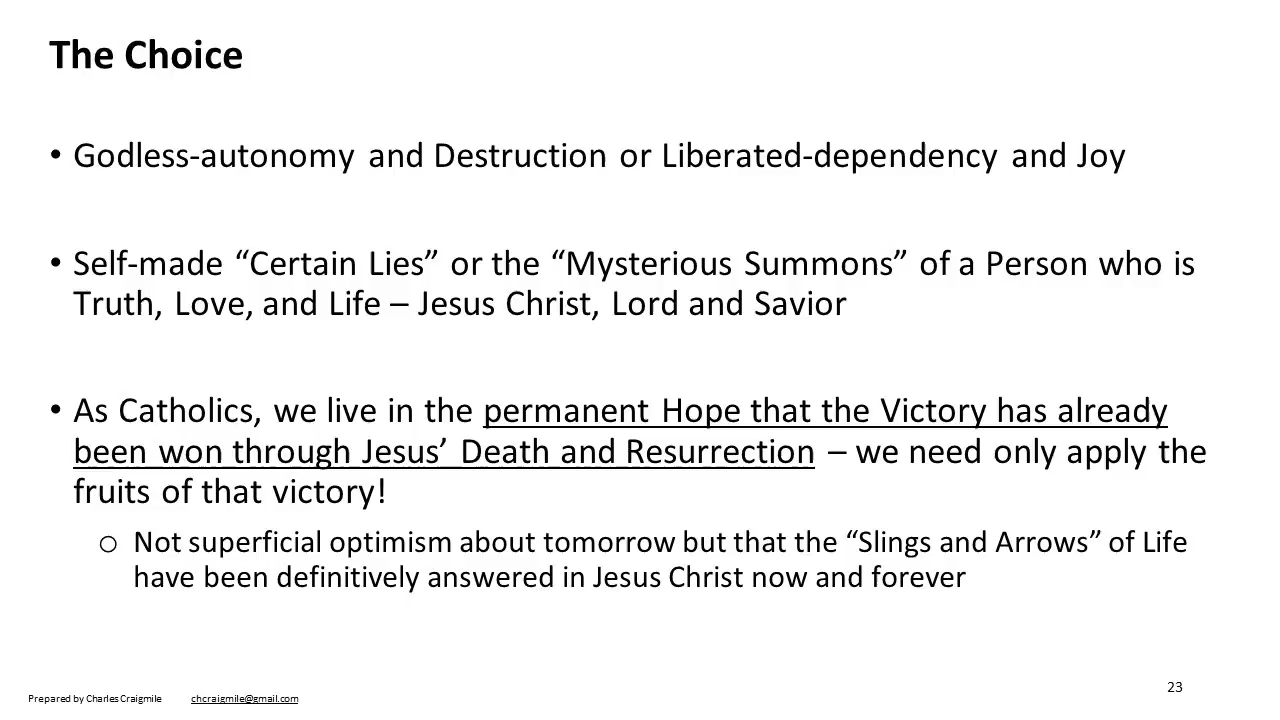 The Choice
• Godless-autonomy and Destruction or Liberated-dependency and Joy
• Self-made “Certain Lies” or the “Mysterious Summons” of a Person who is
Truth, Love, and Life – Jesus Christ, Lord and Savior
• As Catholics, we live in the permanent Hope that the Victory has already
been won through Jesus’ Death and Resurrection – we need only apply the
fruits of that victory!
o Not superficial optimism about tomorrow but that the “Slings and Arrows” of Life
have been definitively answered in Jesus Christ now and forever
Prepared by Charles Craigmile chcraigmile@gmail.com
23